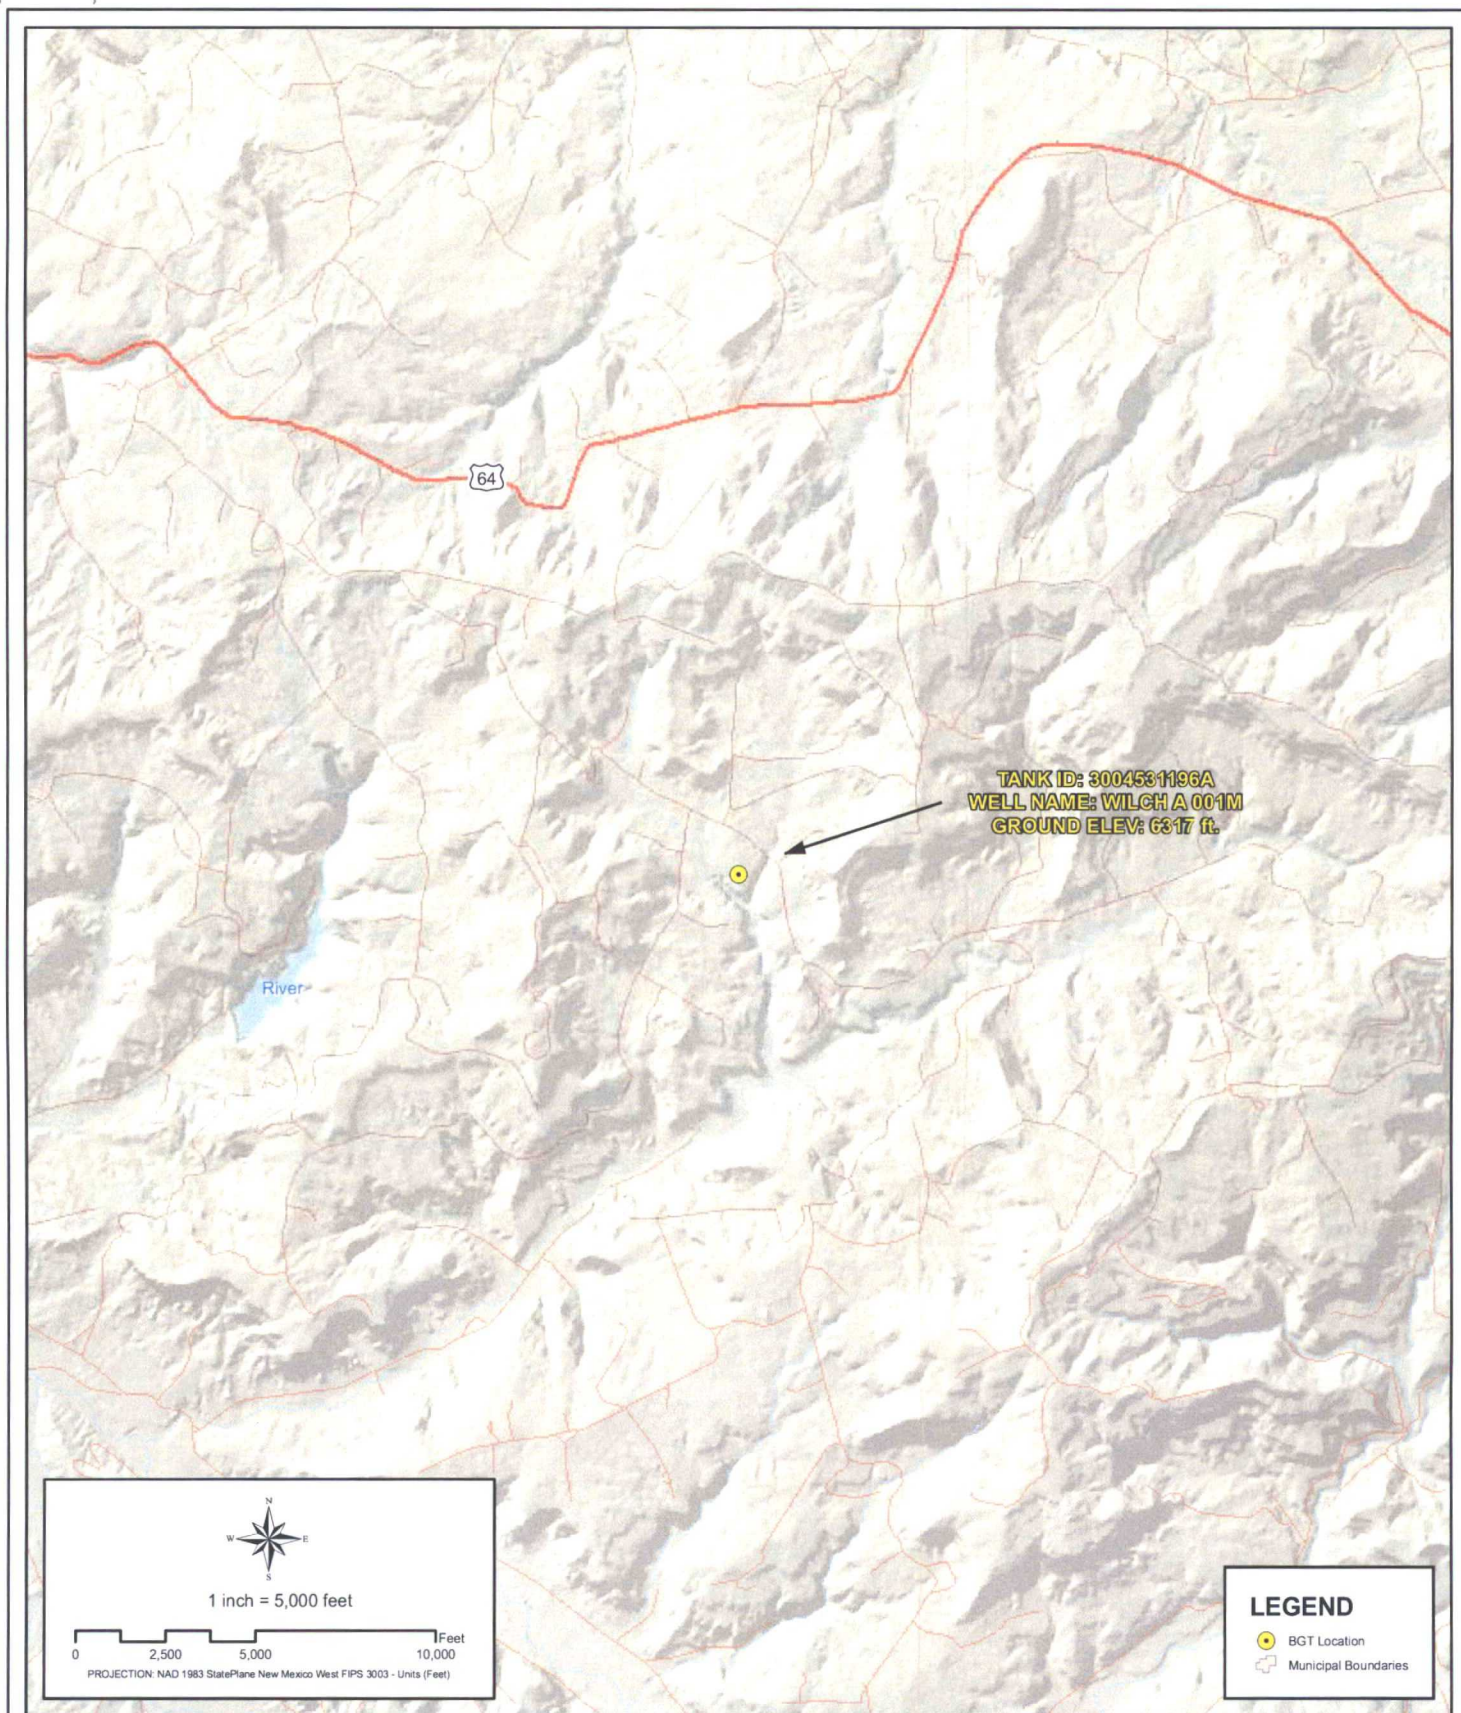 64
TANK ID: 3004531196A
WELL NAME: WILCH A 001M
GROUND ELEV: 6317 ft.
River
N
W E
S
1 inch = 5,000 feet
Feet
0 2,500 5,000 10,000
PROJECTION: NAD 1983 StatePlane New Mexico West FIPS 3003 - Units (Feet)
LEGEND
BGT Location
Municipal Boundaries